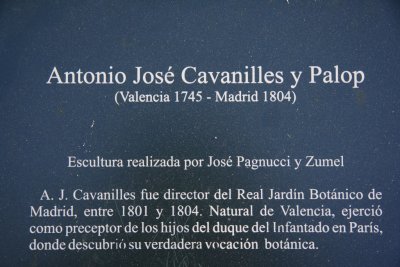 Antonio José Cavanilles y Palop
(Valencia 1745 - Madrid 1804)
Escultura realizada por José Pagnucci y Zumel
A. J. Cavanilles fue director del Real Jardín Botánico de
Madrid, entre 1801 y 1804. Natural de Valencia, ejerció
como preceptor de los hijos del duque del Infantado en París,
donde descubrió su verdadera vocación botánica.